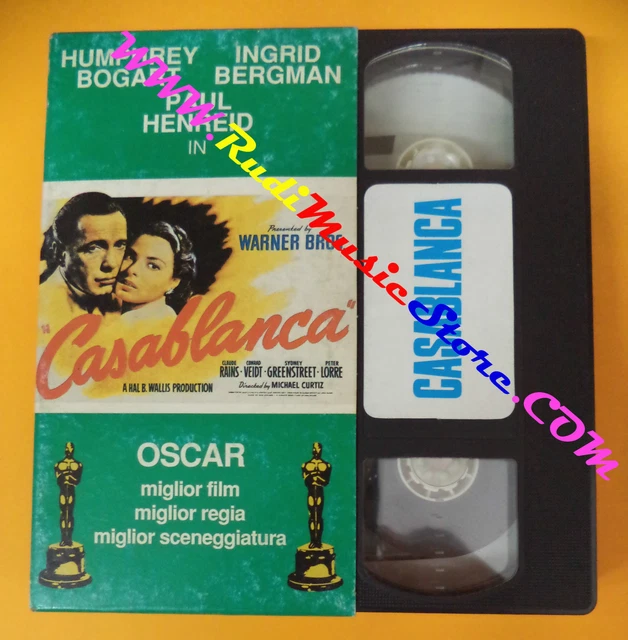 HUMPHREY INGRID
BOGART BERGMAN
PAUL
HENREID
IN
Presented by
WARNER BROS.
"Casablanca"
CLAUDE CONRAD SYDNEY PETER
RAINS · VEIDT · GREENSTREET · LORRE
A HAL B. WALLIS PRODUCTION Directed by MICHAEL CURTIZ
OSCAR
miglior film
miglior regia
miglior sceneggiatura
CASABLANCA
www.RudiMusicStore.com